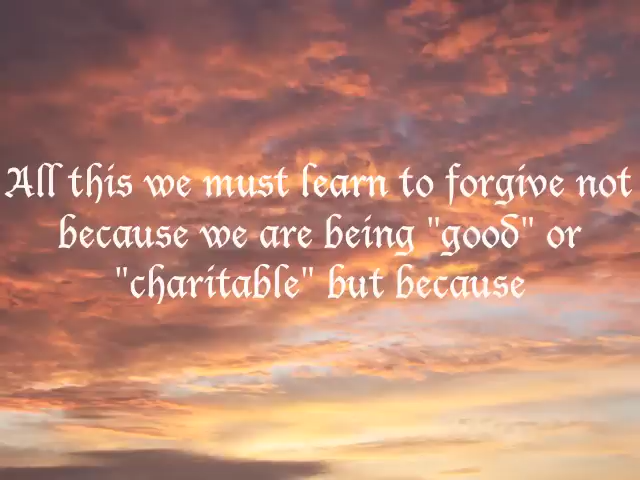 All this we must learn to forgive not
because we are being "good" or
"charitable" but because